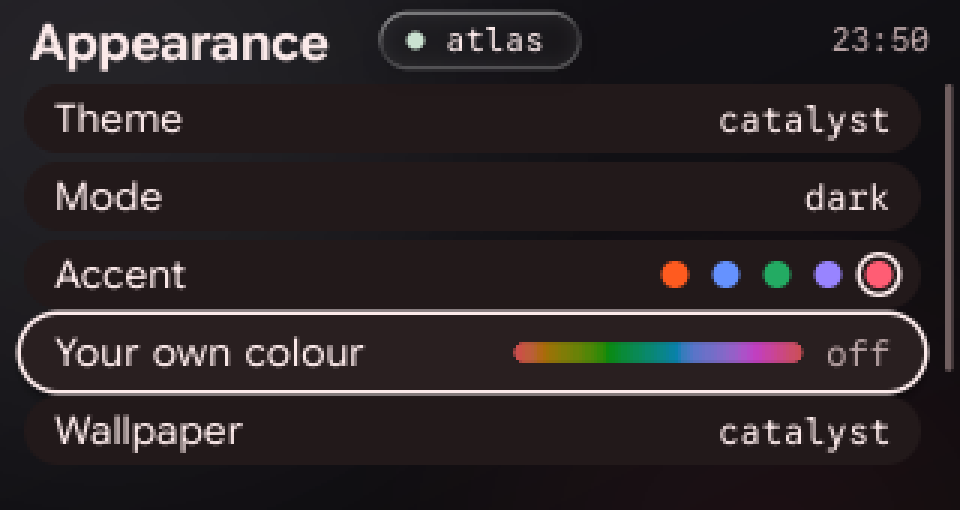 Appearance atlas 23:50
Theme catalyst
Mode dark
Accent
Your own colour off
Wallpaper catalyst